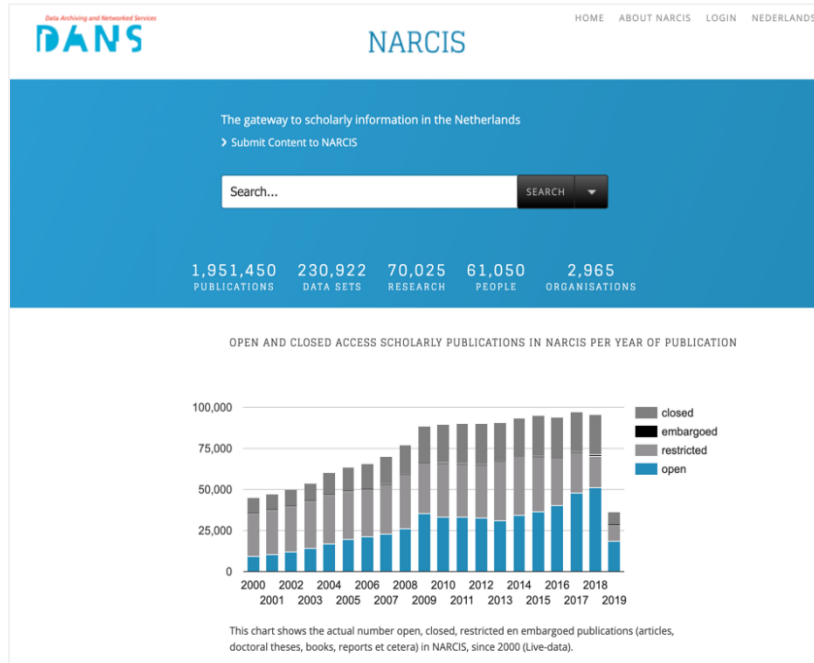 Data Archiving and Networked Services
DANS
NARCIS
HOME ABOUT NARCIS LOGIN NEDERLANDS
The gateway to scholarly information in the Netherlands
Submit Content to NARCIS
Search...
SEARCH
1,951,450 230,922 70,025 61,050 2,965
PUBLICATIONS DATA SETS RESEARCH PEOPLE ORGANISATIONS
OPEN AND CLOSED ACCESS SCHOLARLY PUBLICATIONS IN NARCIS PER YEAR OF PUBLICATION
100,000
75,000
50,000
25,000
0
closed
embargoed
restricted
open
2000 2002 2004 2006 2008 2010 2012 2014 2016 2018
2001 2003 2005 2007 2009 2011 2013 2015 2017 2019
This chart shows the actual number open, closed, restricted en embargoed publications (articles,
doctoral theses, books, reports et cetera) in NARCIS, since 2000 (Live-data).